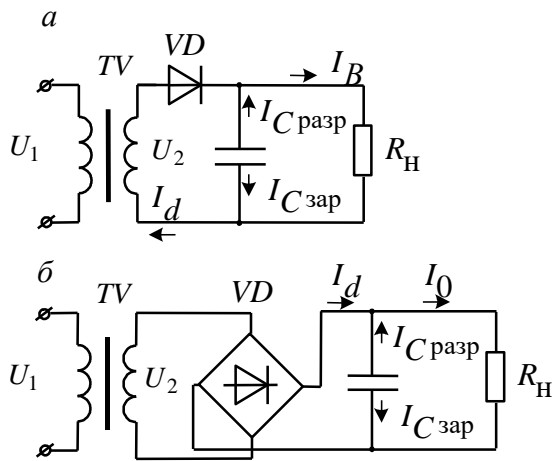 а
TV VD I_B
U_1 U_2 I_C разр R_Н
I_d I_C зар
б
TV VD I_d I_0
U_1 U_2 I_C разр R_Н
I_C зар